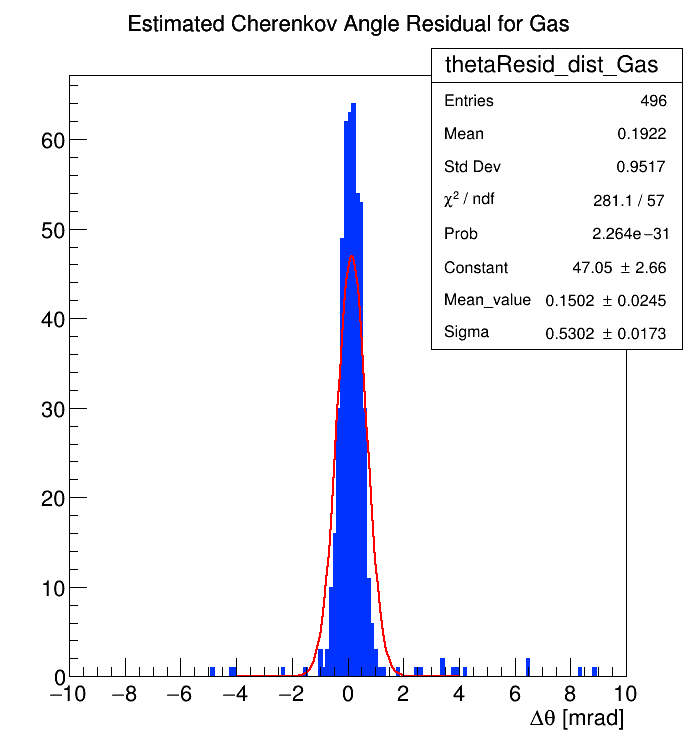 Estimated Cherenkov Angle Residual for Gas
thetaResid_dist_Gas
Entries 496
Mean 0.1922
Std Dev 0.9517
χ² / ndf 281.1 / 57
Prob 2.264e−31
Constant 47.05 ± 2.66
Mean_value 0.1502 ± 0.0245
Sigma 0.5302 ± 0.0173
60
50
40
30
20
10
0
−10 −8 −6 −4 −2 0 2 4 6 8 10
Δθ [mrad]